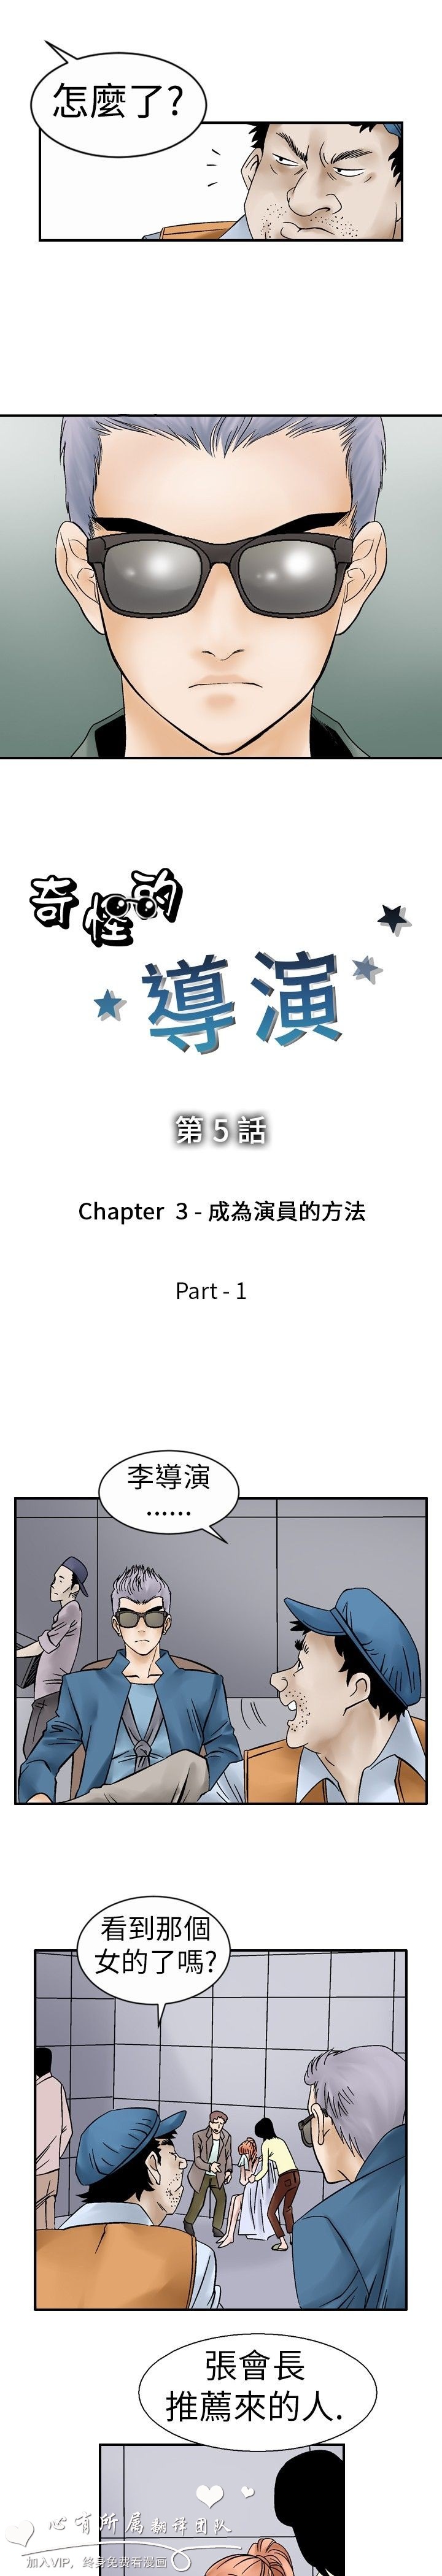 怎麼了?
奇怪的
導演
第 5 話
Chapter 3 - 成為演員的方法
Part - 1
李導演
......
看到那個
女的了嗎?
張會長
推薦來的人.
心有所属翻译团队
加入VIP，终身免费看漫画